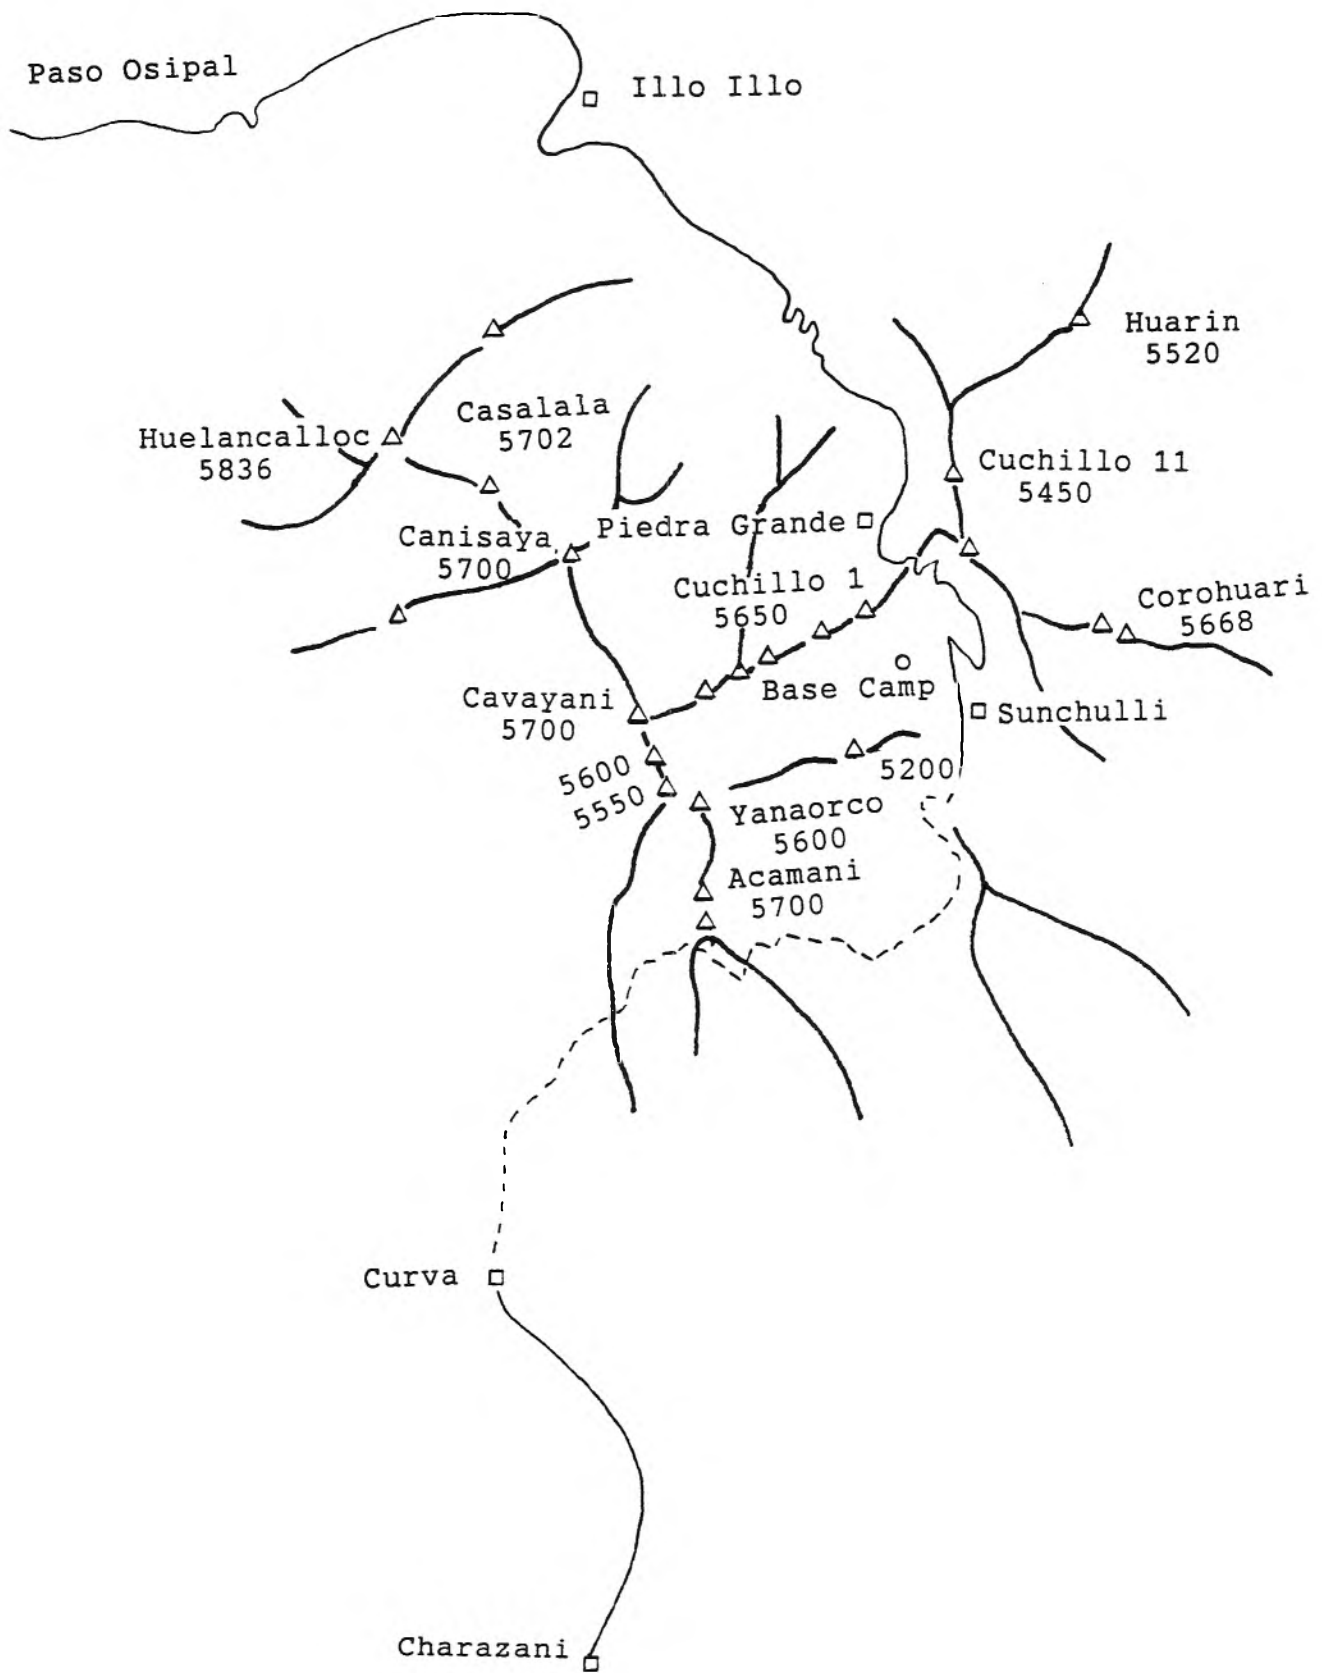 Paso Osipal
Illo Illo
Huarin
5520
Casalala
5702
Huelancalloc
5836
Cuchillo 11
5450
Piedra Grande
Canisaya
5700
Cuchillo 1
5650
Corohuari
5668
Cavayani
5700
Base Camp
Sunchulli
5600
5550
5200
Yanaorco
5600
Acamani
5700
Curva
Charazani